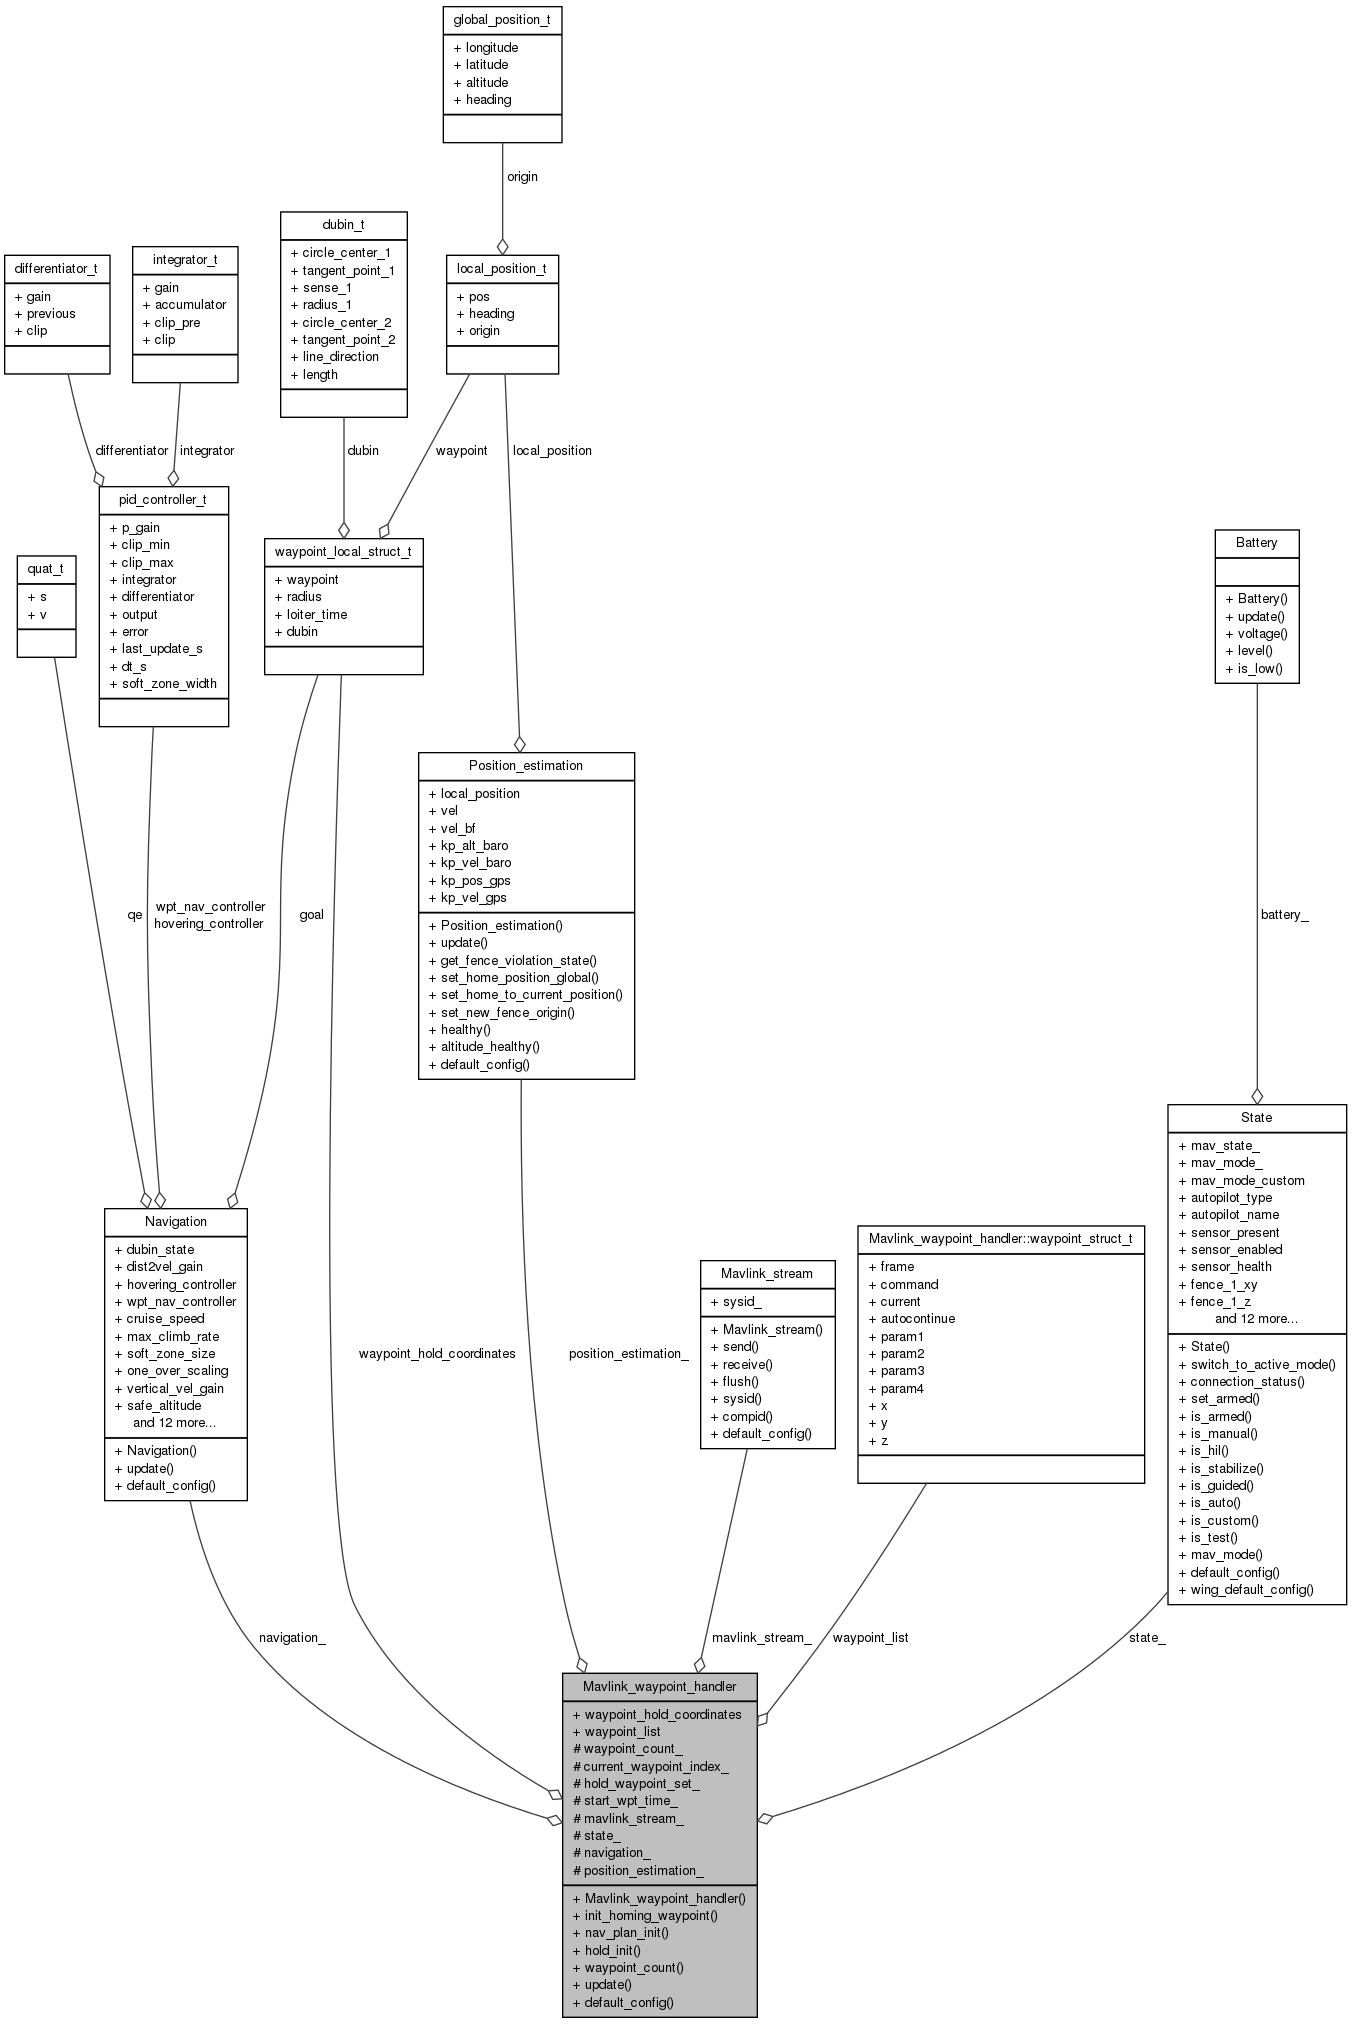 global_position_t
+ longitude
+ latitude
+ altitude
+ heading
origin
dubin_t
+ circle_center_1
+ tangent_point_1
+ sense_1
+ radius_1
+ circle_center_2
+ tangent_point_2
+ line_direction
+ length
integrator_t
+ gain
+ accumulator
+ clip_pre
+ clip
differentiator_t
+ gain
+ previous
+ clip
local_position_t
+ pos
+ heading
+ origin
differentiator
integrator
dubin
waypoint
local_position
pid_controller_t
+ p_gain
+ clip_min
+ clip_max
+ integrator
+ differentiator
+ output
+ error
+ last_update_s
+ dt_s
+ soft_zone_width
quat_t
+ s
+ v
waypoint_local_struct_t
+ waypoint
+ radius
+ loiter_time
+ dubin
Battery
+ Battery()
+ update()
+ voltage()
+ level()
+ is_low()
Position_estimation
+ local_position
+ vel
+ vel_bf
+ kp_alt_baro
+ kp_vel_baro
+ kp_pos_gps
+ kp_vel_gps
+ Position_estimation()
+ update()
+ get_fence_violation_state()
+ set_home_position_global()
+ set_home_to_current_position()
+ set_new_fence_origin()
+ healthy()
+ altitude_healthy()
+ default_config()
qe
wpt_nav_controller
hovering_controller
goal
battery_
State
+ mav_state_
+ mav_mode_
+ mav_mode_custom
+ autopilot_type
+ autopilot_name
+ sensor_present
+ sensor_enabled
+ sensor_health
+ fence_1_xy
+ fence_1_z
and 12 more...
+ State()
+ switch_to_active_mode()
+ connection_status()
+ set_armed()
+ is_armed()
+ is_manual()
+ is_hil()
+ is_stabilize()
+ is_guided()
+ is_auto()
+ is_custom()
+ is_test()
+ mav_mode()
+ default_config()
+ wing_default_config()
Navigation
+ dubin_state
+ dist2vel_gain
+ hovering_controller
+ wpt_nav_controller
+ cruise_speed
+ max_climb_rate
+ soft_zone_size
+ one_over_scaling
+ vertical_vel_gain
+ safe_altitude
and 12 more...
+ Navigation()
+ update()
+ default_config()
waypoint_hold_coordinates
position_estimation_
Mavlink_stream
+ sysid_
+ Mavlink_stream()
+ send()
+ receive()
+ flush()
+ sysid()
+ compid()
+ default_config()
Mavlink_waypoint_handler::waypoint_struct_t
+ frame
+ command
+ current
+ autocontinue
+ param1
+ param2
+ param3
+ param4
+ x
+ y
+ z
navigation_
mavlink_stream_
waypoint_list
state_
Mavlink_waypoint_handler
+ waypoint_hold_coordinates
+ waypoint_list
# waypoint_count_
# current_waypoint_index_
# hold_waypoint_set_
# start_wpt_time_
# mavlink_stream_
# state_
# navigation_
# position_estimation_
+ Mavlink_waypoint_handler()
+ init_homing_waypoint()
+ nav_plan_init()
+ hold_init()
+ waypoint_count()
+ update()
+ default_config()